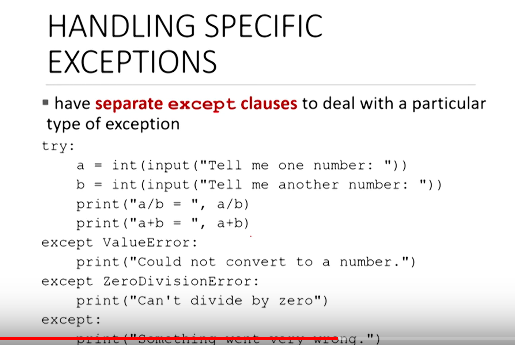 HANDLING SPECIFIC
EXCEPTIONS
▪ have separate except clauses to deal with a particular
type of exception
try:
    a = int(input("Tell me one number: "))
    b = int(input("Tell me another number: "))
    print("a/b = ", a/b)
    print("a+b = ", a+b)
except ValueError:
    print("Could not convert to a number.")
except ZeroDivisionError:
    print("Can't divide by zero")
except:
    print("Something went very wrong.")